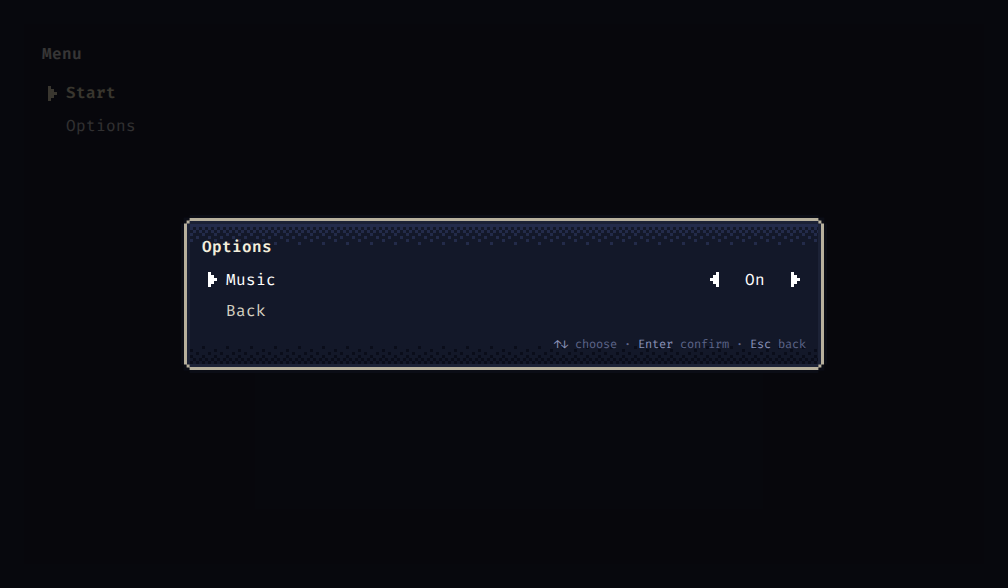 Menu
Start
Options
Options
Music On
Back
↑↓ choose · Enter confirm · Esc back